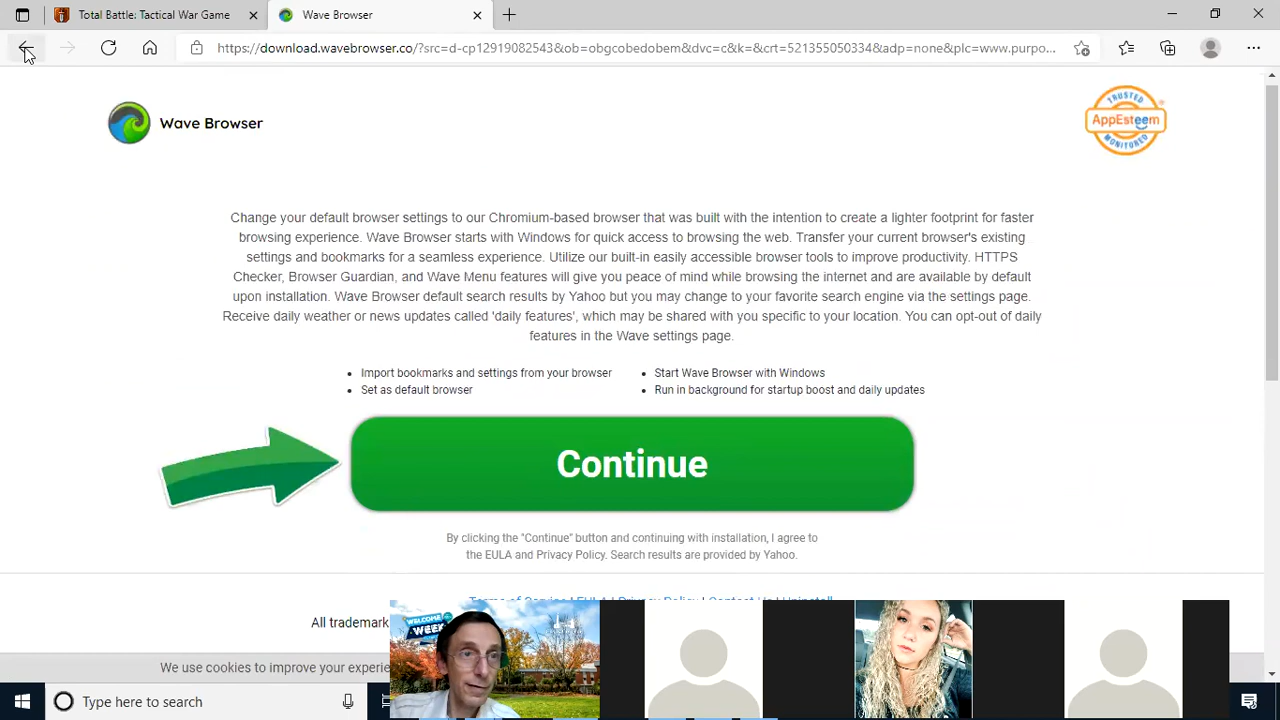 Total Battle: Tactical War Game
Wave Browser
https://download.wavebrowser.co/?src=d-cp12919082543&ob=obgcobedobem&dvc=c&k=&crt=521355050334&adp=none&plc=www.purpo...
Wave Browser
TRUSTED
AppEsteem
MONITORED
Change your default browser settings to our Chromium-based browser that was built with the intention to create a lighter footprint for faster
browsing experience. Wave Browser starts with Windows for quick access to browsing the web. Transfer your current browser's existing
settings and bookmarks for a seamless experience. Utilize our built-in easily accessible browser tools to improve productivity. HTTPS
Checker, Browser Guardian, and Wave Menu features will give you peace of mind while browsing the internet and are available by default
upon installation. Wave Browser default search results by Yahoo but you may change to your favorite search engine via the settings page.
Receive daily weather or news updates called 'daily features', which may be shared with you specific to your location. You can opt-out of daily
features in the Wave settings page.
• Import bookmarks and settings from your browser
• Set as default browser
• Start Wave Browser with Windows
• Run in background for startup boost and daily updates
Continue
By clicking the "Continue" button and continuing with installation, I agree to
the EULA and Privacy Policy. Search results are provided by Yahoo.
Terms of Service | EULA | Privacy Policy | Contact Us | Uninstall
All trademark
We use cookies to improve your experie
WELCOME
WEEK
Type here to search